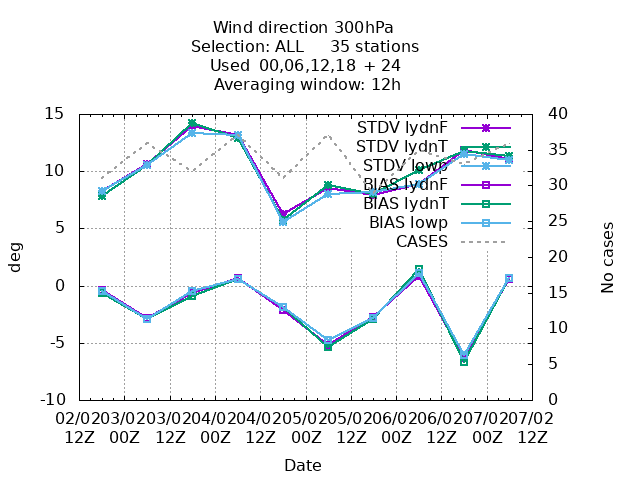 Wind direction 300hPa
Selection: ALL     35 stations
Used 00,06,12,18 + 24
Averaging window: 12h
15
10
5
0
-5
-10
deg
40
35
30
25
20
15
10
5
0
No cases
STDV lydnF
STDV lydnT
STDV lowp
BIAS lydnF
BIAS lydnT
BIAS lowp
CASES
02/02 03/02 03/02 04/02 04/02 05/02 05/02 06/02 06/02 07/02 07/02
12Z 00Z 12Z 00Z 12Z 00Z 12Z 00Z 12Z 00Z 12Z
Date